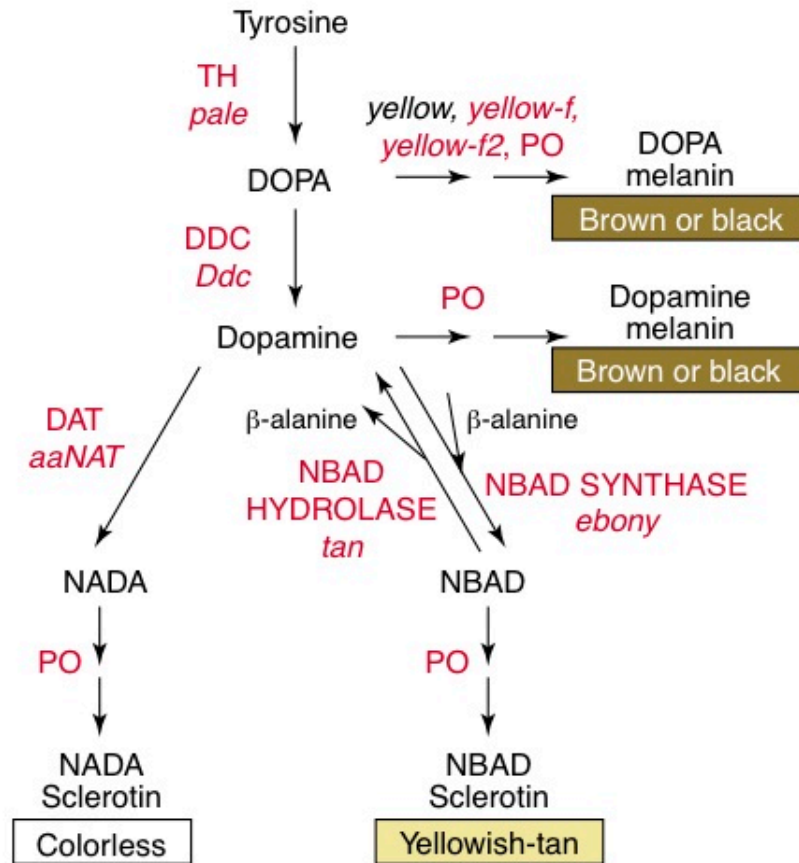 Tyrosine
TH
pale
yellow, yellow-f,
yellow-f2, PO
DOPA
DOPA
melanin
Brown or black
DDC
Ddc
Dopamine
PO
Dopamine
melanin
Brown or black
DAT
aaNAT
β-alanine
β-alanine
NBAD
HYDROLASE
tan
NBAD SYNTHASE
ebony
NADA
NBAD
PO
PO
NADA
Sclerotin
Colorless
NBAD
Sclerotin
Yellowish-tan